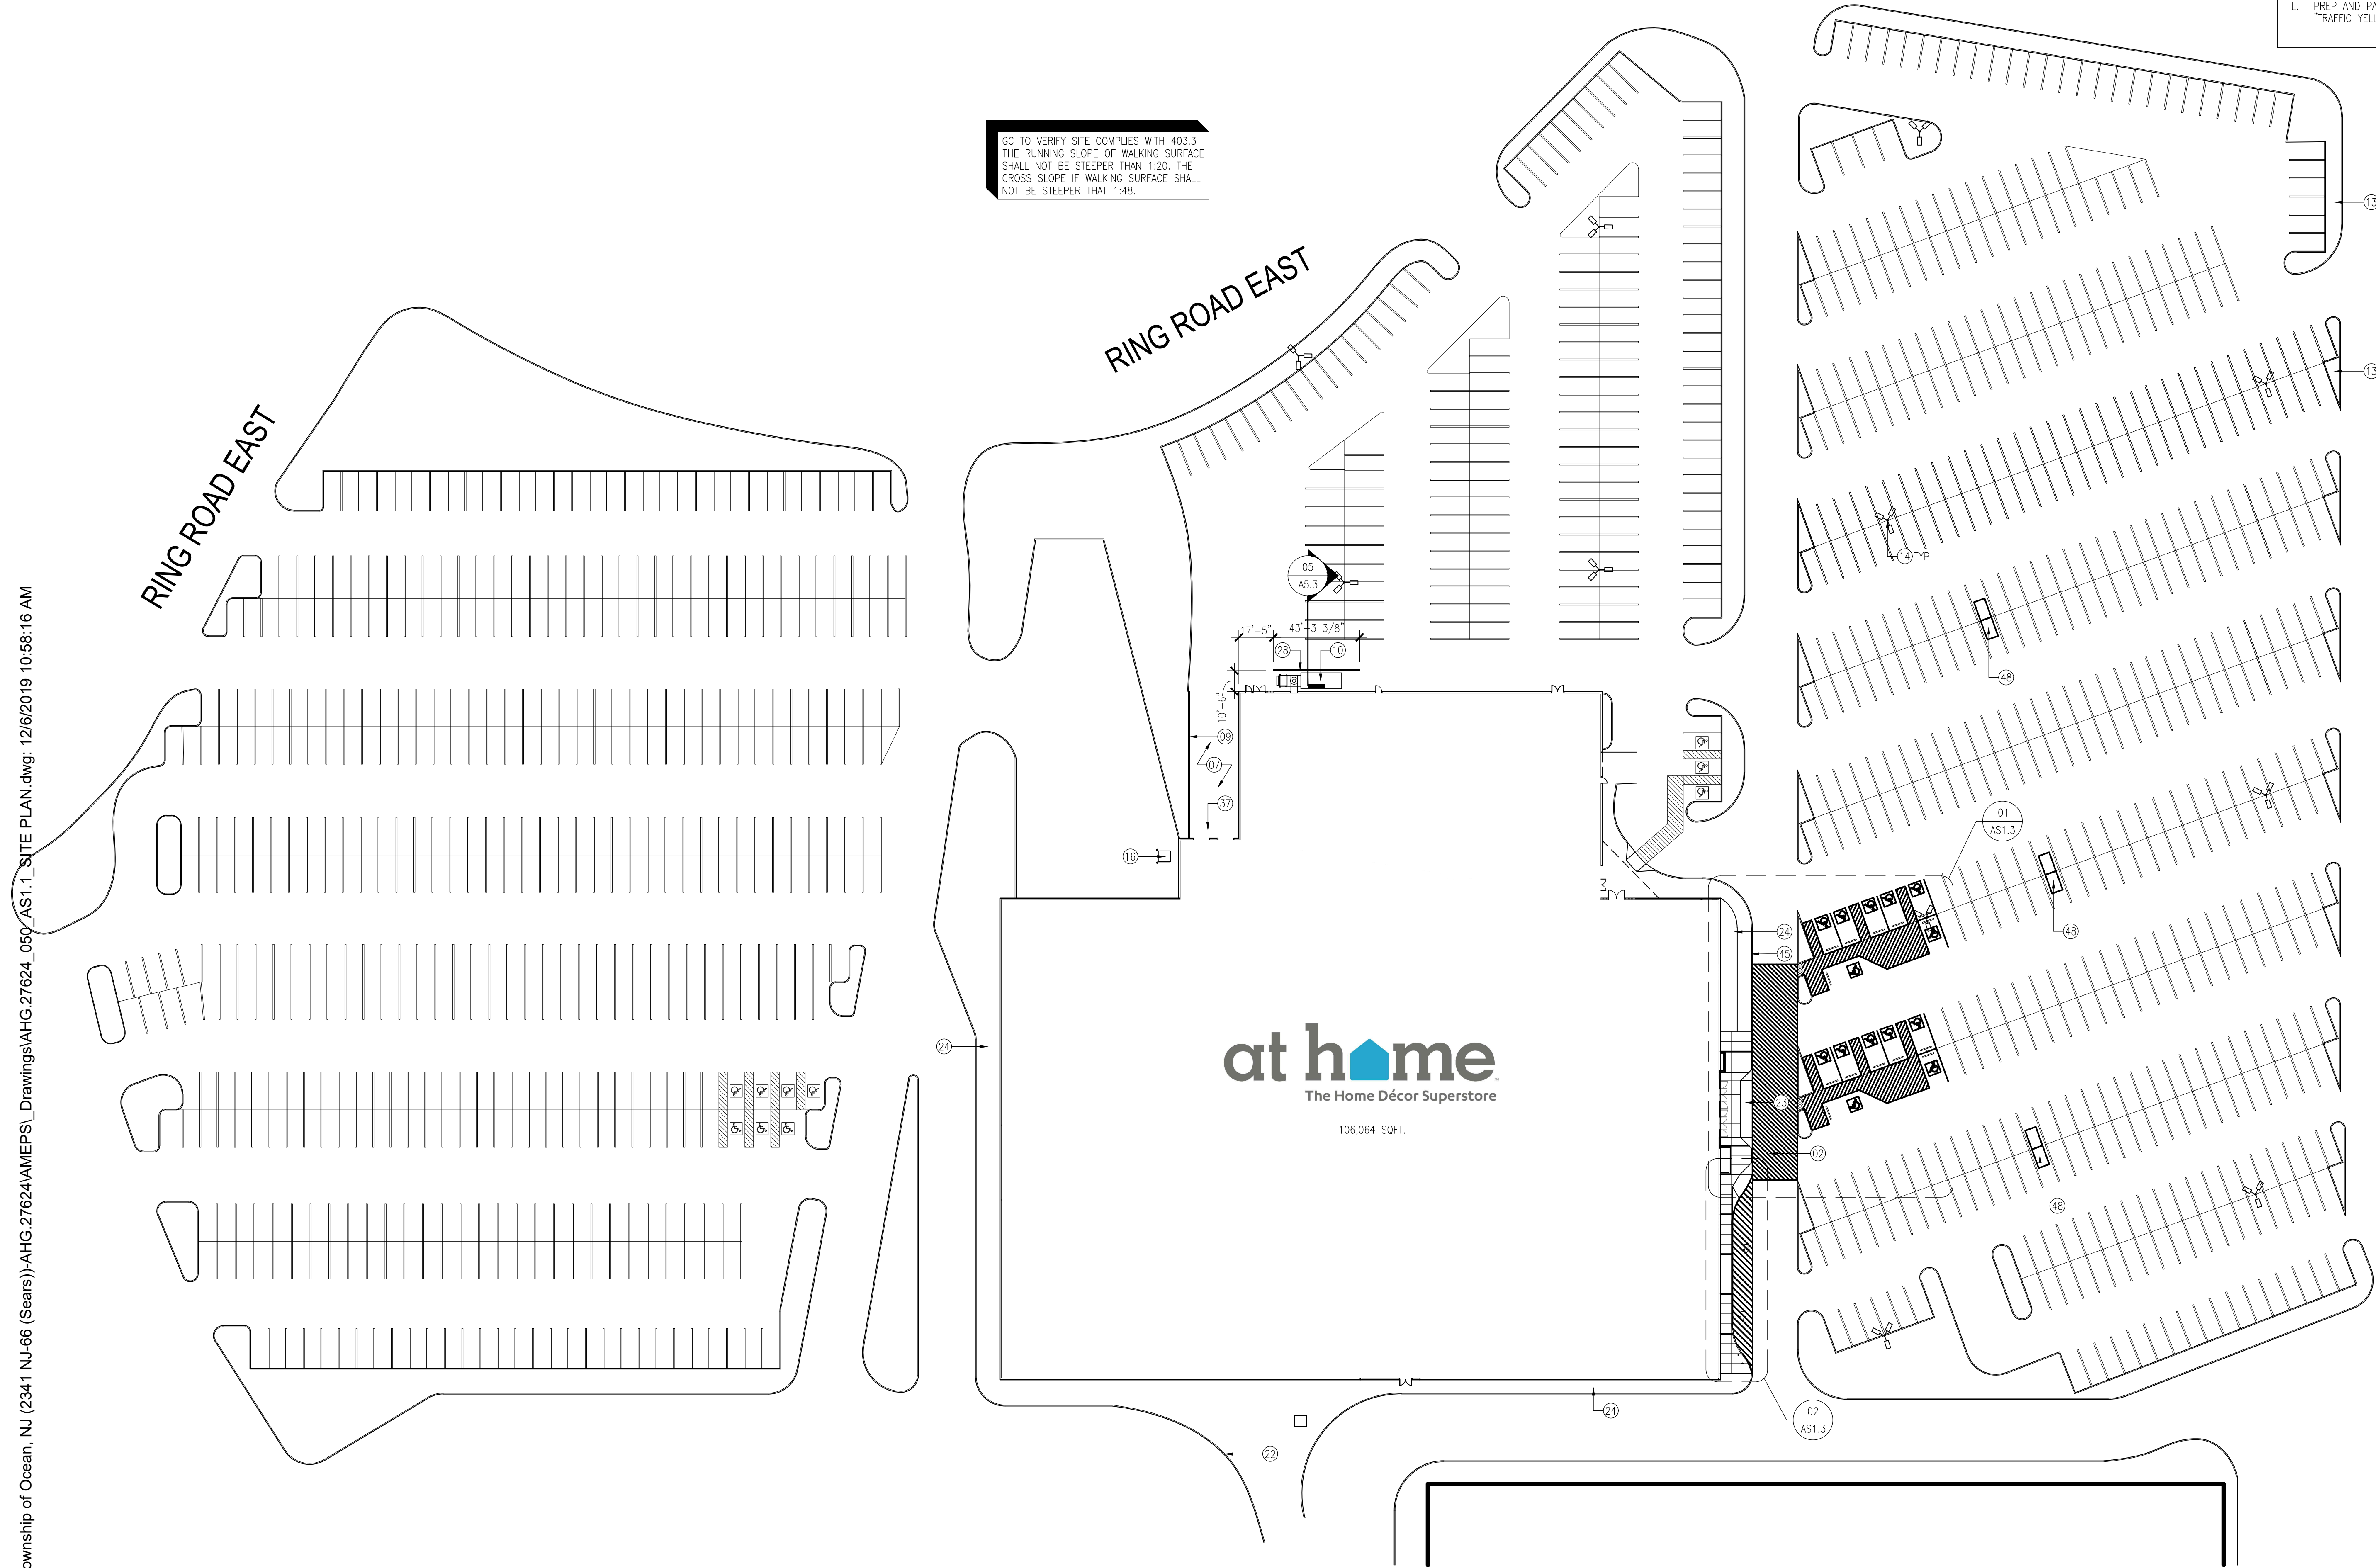 L. PREP AND PA
"TRAFFIC YELL
GC TO VERIFY SITE COMPLIES WITH 403.3
THE RUNNING SLOPE OF WALKING SURFACE
SHALL NOT BE STEEPER THAN 1:20. THE
CROSS SLOPE IF WALKING SURFACE SHALL
NOT BE STEEPER THAT 1:48.
13
RING ROAD EAST
13
RING ROAD EAST
14 TYP
05
A5.3
17'-5"
43'-3 3/8"
28
10
48
10'-6"
09
07
37
01
AS1.3
16
24
45
48
24
at home
The Home Décor Superstore
106,064 SQFT.
23
02
48
02
AS1.3
24
22
ownship of Ocean, NJ (2341 NJ-66 (Sears))-AHG.27624\AMEPS\_Drawings\AHG.27624_050_AS1.1_SITE PLAN.dwg: 12/6/2019 10:58:16 AM